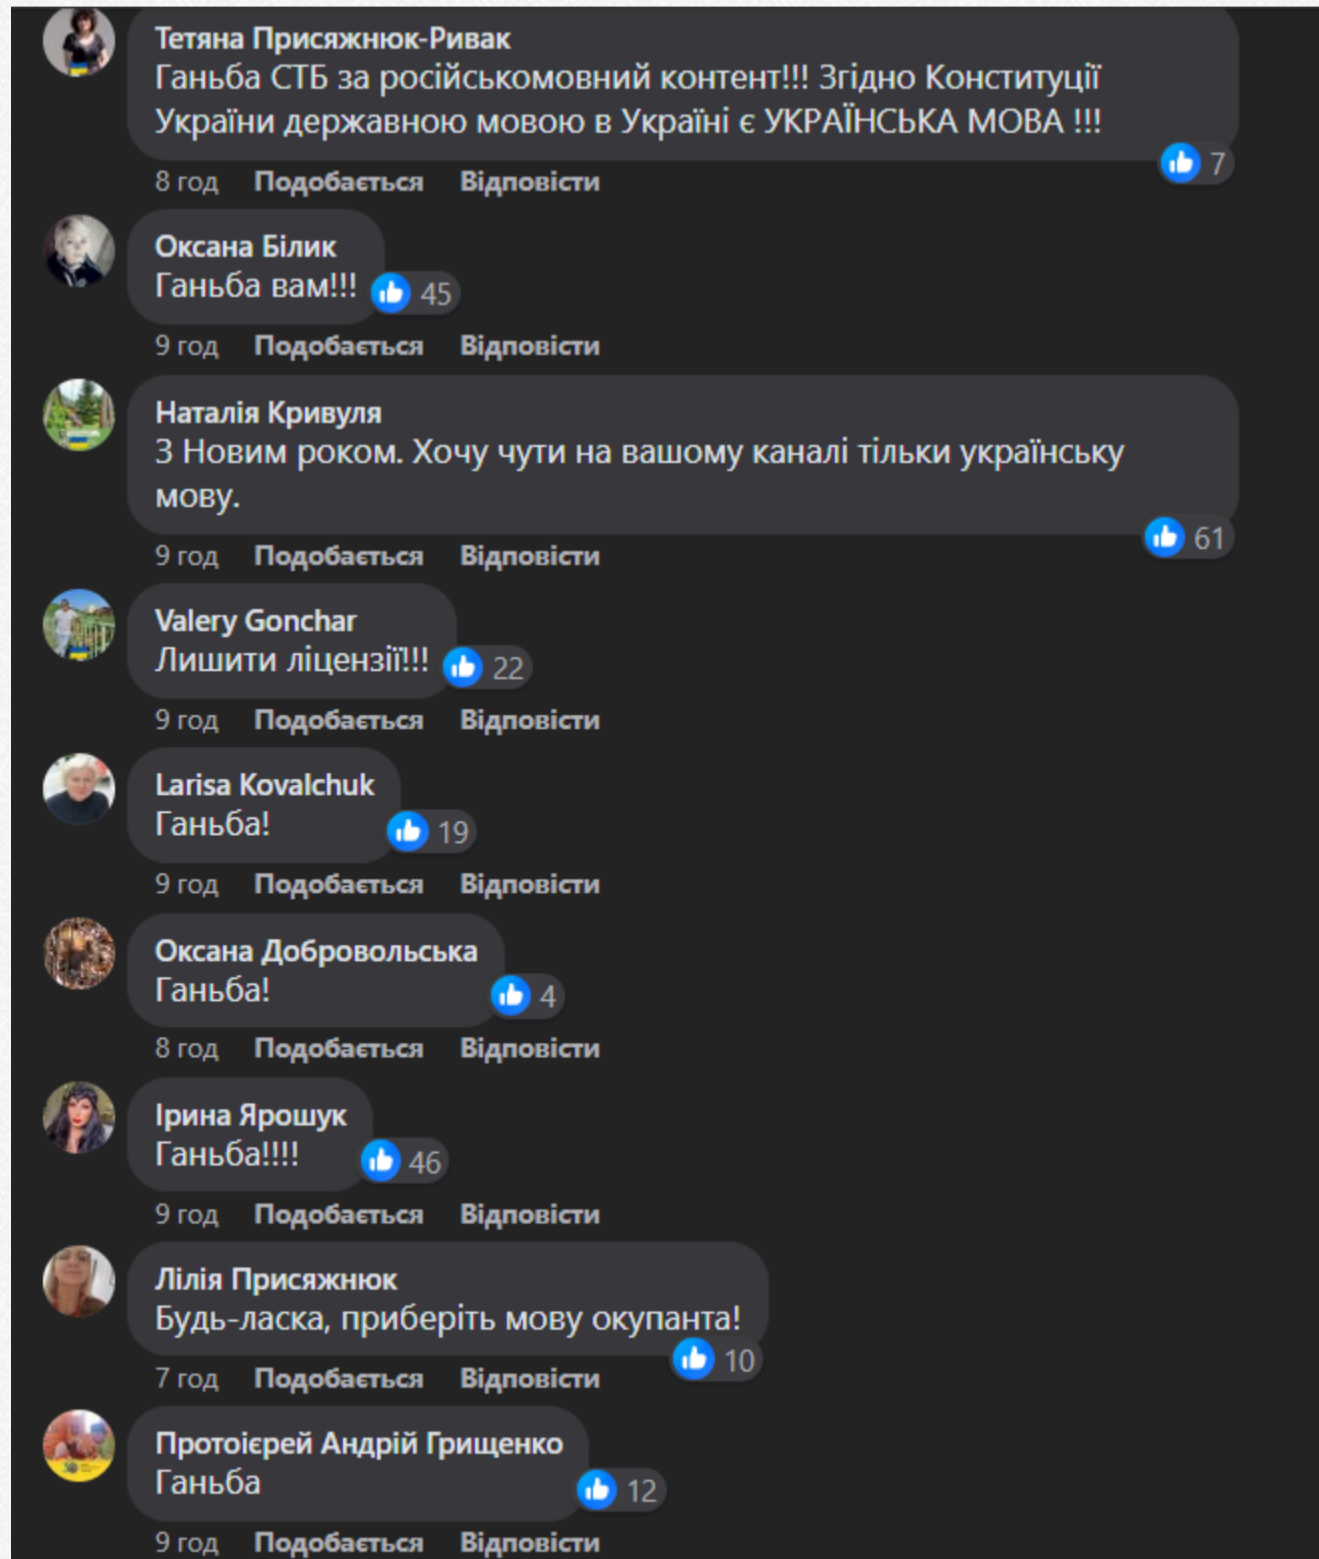 Тетяна Присяжнюк-Ривак
Ганьба СТБ за російськомовний контент!!! Згідно Конституції
України державною мовою в Україні є УКРАЇНСЬКА МОВА !!!
7
8 год Подобається Відповісти
Оксана Білик
Ганьба вам!!! 45
9 год Подобається Відповісти
Наталія Кривуля
З Новим роком. Хочу чути на вашому каналі тільки українську
мову.
61
9 год Подобається Відповісти
Valery Gonchar
Лишити ліцензії!!! 22
9 год Подобається Відповісти
Larisa Kovalchuk
Ганьба! 19
9 год Подобається Відповісти
Оксана Добровольська
Ганьба! 4
8 год Подобається Відповісти
Ірина Ярошук
Ганьба!!!! 46
9 год Подобається Відповісти
Лілія Присяжнюк
Будь-ласка, приберіть мову окупанта!
10
7 год Подобається Відповісти
Протоієрей Андрій Грищенко
Ганьба 12
9 год Подобається Відповісти